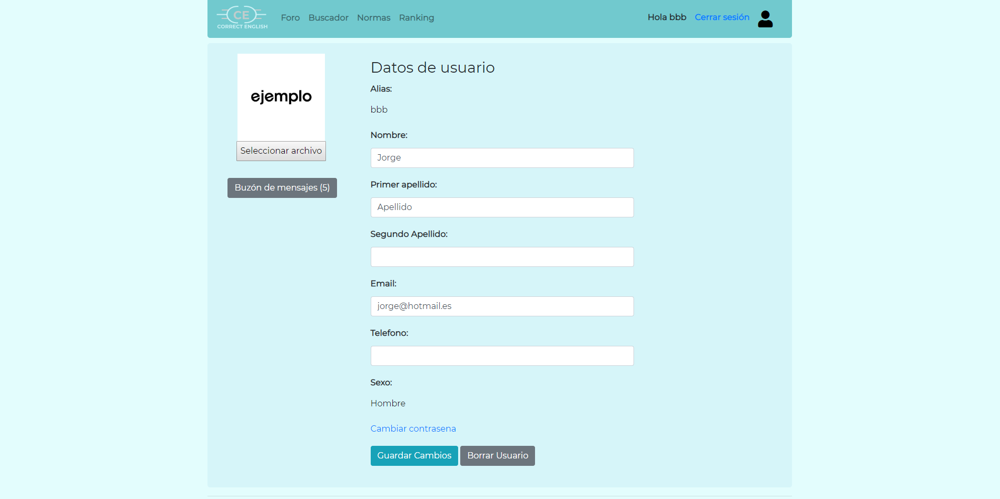 CE
CORRECT ENGLISH
Foro Buscador Normas Ranking
Hola bbb Cerrar sesión
ejemplo
Seleccionar archivo
Buzón de mensajes (5)
Datos de usuario
Alias:
bbb
Nombre:
Jorge
Primer apellido:
Apellido
Segundo Apellido:
Email:
jorge@hotmail.es
Telefono:
Sexo:
Hombre
Cambiar contrasena
Guardar Cambios Borrar Usuario